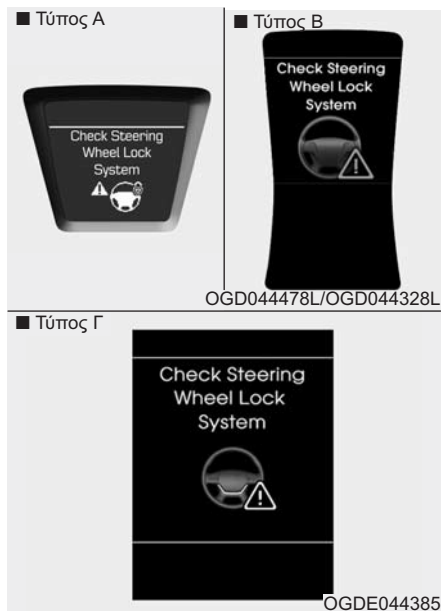 ■ Τύπος Α
Check Steering
Wheel Lock
System
■ Τύπος Β
Check Steering
Wheel Lock
System
OGD044478L/OGD044328L
■ Τύπος Γ
Check Steering
Wheel Lock
System
OGDE044385